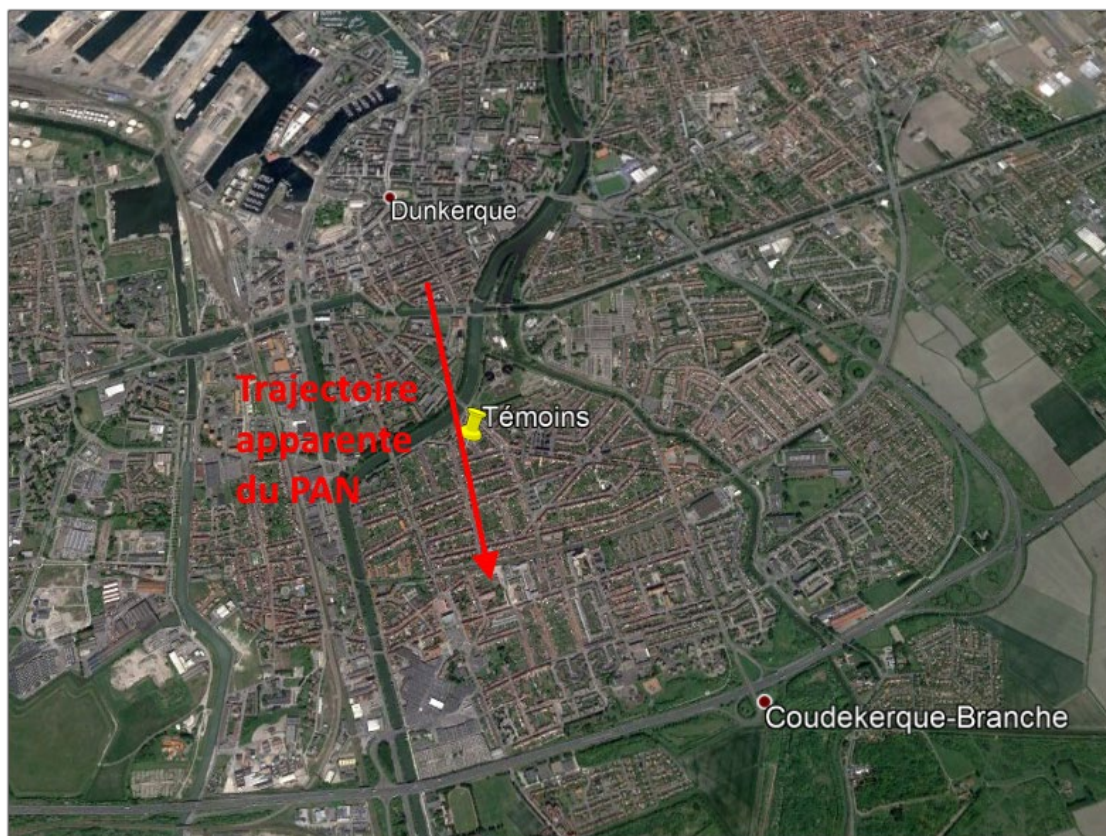 Dunkerque
Trajectoire
apparente
du PAN
Témoins
Coudekerque-Branche